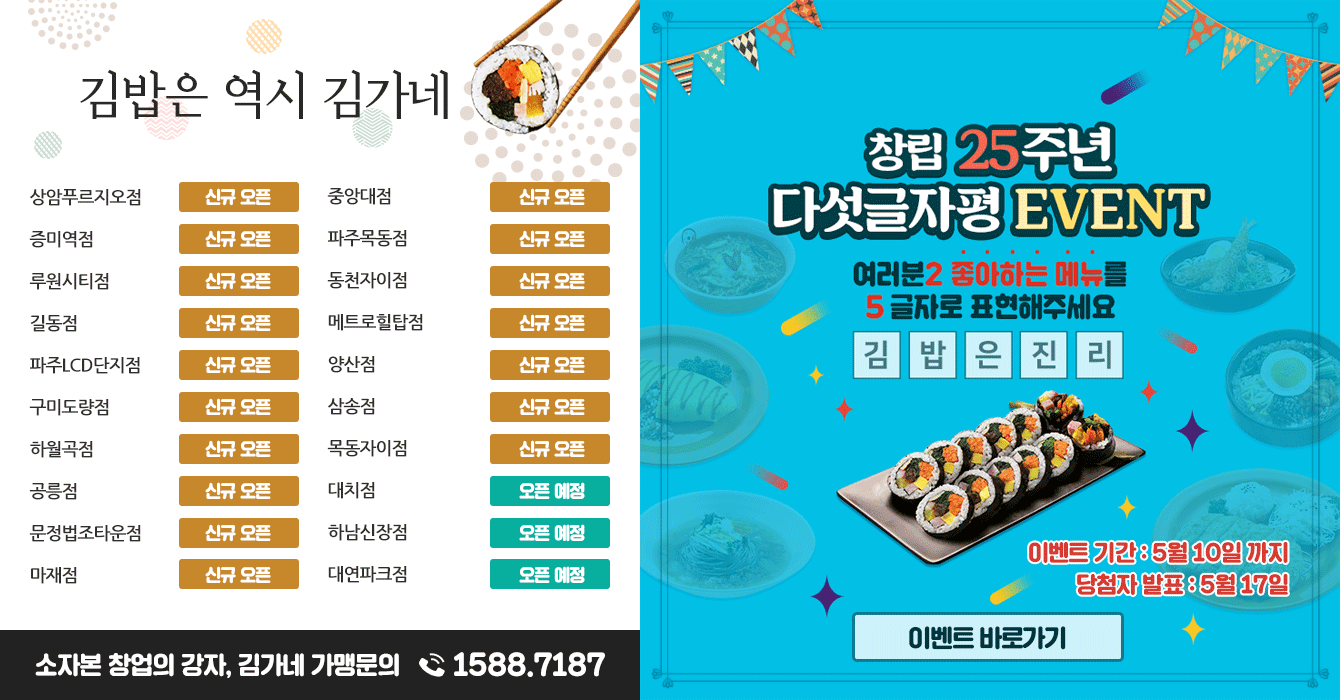 김밥은 역시 김가네
상암푸르지오점 신규 오픈 중앙대점 신규 오픈
증미역점 신규 오픈 파주목동점 신규 오픈
루원시티점 신규 오픈 동천자이점 신규 오픈
길동점 신규 오픈 메트로힐탑점 신규 오픈
파주LCD단지점 신규 오픈 양산점 신규 오픈
구미도량점 신규 오픈 삼송점 신규 오픈
하월곡점 신규 오픈 목동자이점 신규 오픈
공릉점 신규 오픈 대치점 오픈 예정
문정법조타운점 신규 오픈 하남신장점 오픈 예정
마재점 신규 오픈 대연파크점 오픈 예정
소자본 창업의 강자, 김가네 가맹문의 1588.7187
창립 25주년
다섯글자평 EVENT
여러분2 좋아하는 메뉴를
5 글자로 표현해주세요
김 밥 은 진 리
이벤트 기간 : 5월 10일 까지
당첨자 발표 : 5월 17일
이벤트 바로가기